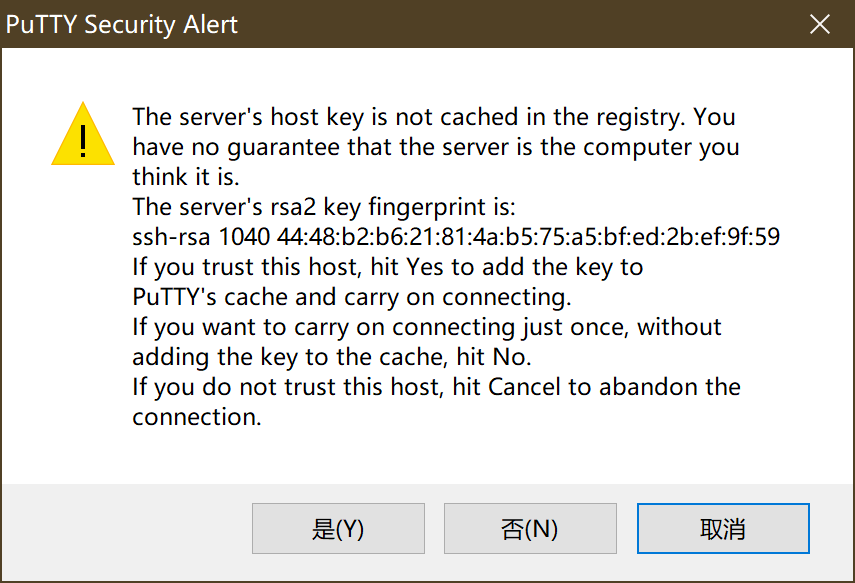 PuTTY Security Alert
The server's host key is not cached in the registry. You
have no guarantee that the server is the computer you
think it is.
The server's rsa2 key fingerprint is:
ssh-rsa 1040 44:48:b2:b6:21:81:4a:b5:75:a5:bf:ed:2b:ef:9f:59
If you trust this host, hit Yes to add the key to
PuTTY's cache and carry on connecting.
If you want to carry on connecting just once, without
adding the key to the cache, hit No.
If you do not trust this host, hit Cancel to abandon the
connection.
是(Y) 否(N) 取消